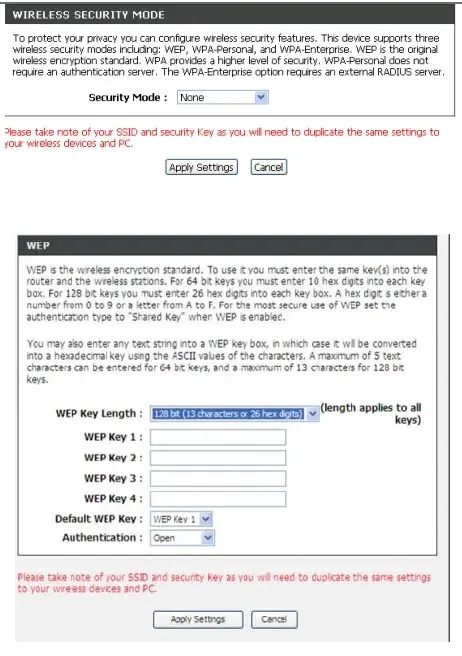 WIRELESS SECURITY MODE
To protect your privacy you can configure wireless security features. This device supports three
wireless security modes including: WEP, WPA-Personal, and WPA-Enterprise. WEP is the original
wireless encryption standard. WPA provides a higher level of security. WPA-Personal does not
require an authentication server. The WPA-Enterprise option requires an external RADIUS server.
Security Mode : None
Please take note of your SSID and security Key as you will need to duplicate the same settings to
your wireless devices and PC.
Apply Settings Cancel
WEP
WEP is the wireless encryption standard. To use it you must enter the same key(s) into the
router and the wireless stations. For 64 bit keys you must enter 10 hex digits into each key
box. For 128 bit keys you must enter 26 hex digits into each key box. A hex digit is either a
number from 0 to 9 or a letter from A to F. For the most secure use of WEP set the
authentication type to "Shared Key" when WEP is enabled.
You may also enter any text string into a WEP key box, in which case it will be converted
into a hexadecimal key using the ASCII values of the characters. A maximum of 5 text
characters can be entered for 64 bit keys, and a maximum of 13 characters for 128 bit
keys.
WEP Key Length : 128 bit (13 characters or 26 hex digits) (length applies to all
keys)
WEP Key 1 :
WEP Key 2 :
WEP Key 3 :
WEP Key 4 :
Default WEP Key : WEP Key 1
Authentication : Open
Please take note of your SSID and security Key as you will need to duplicate the same settings
to your wireless devices and PC.
Apply Settings Cancel